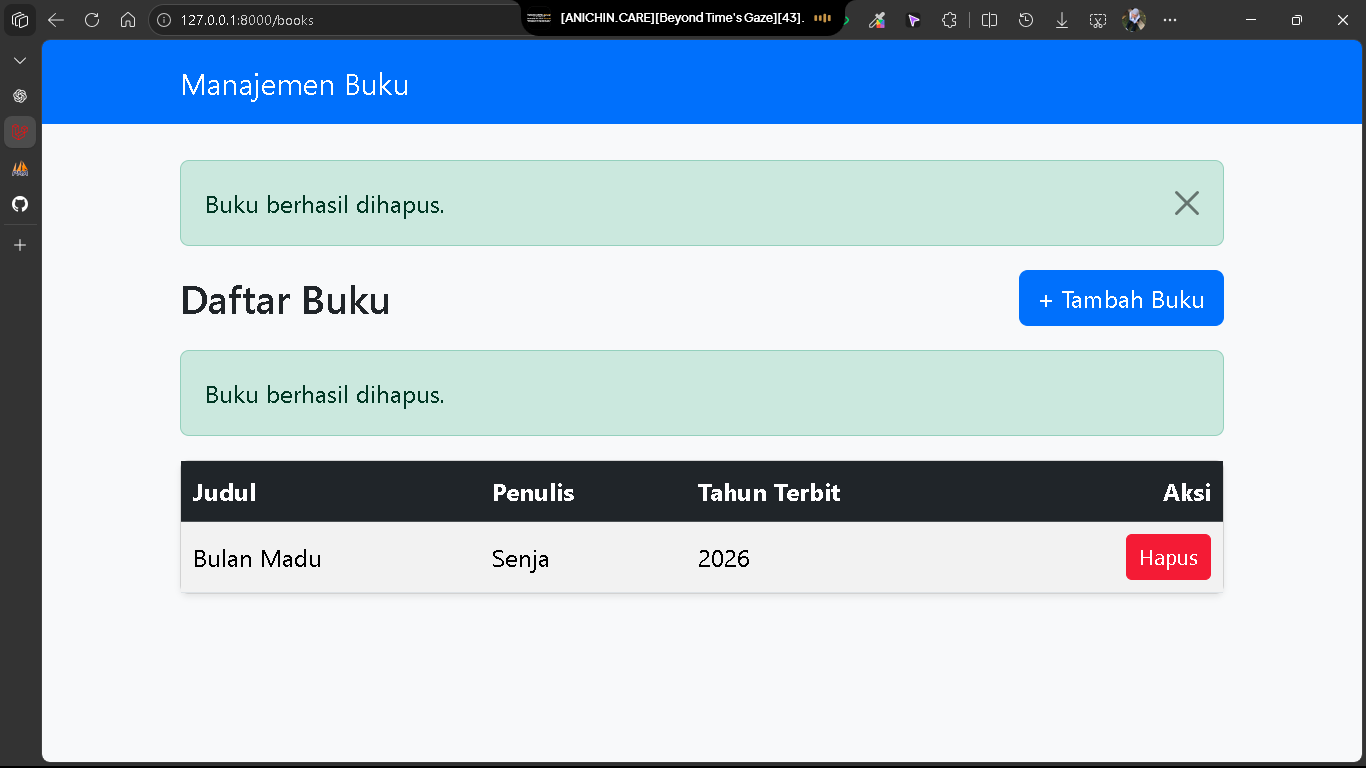 127.0.0.1:8000/books
[ANICHIN.CARE][Beyond Time's Gaze][43].
Manajemen Buku
Buku berhasil dihapus.
Daftar Buku
+ Tambah Buku
Buku berhasil dihapus.
Judul Penulis Tahun Terbit Aksi
Bulan Madu Senja 2026 Hapus